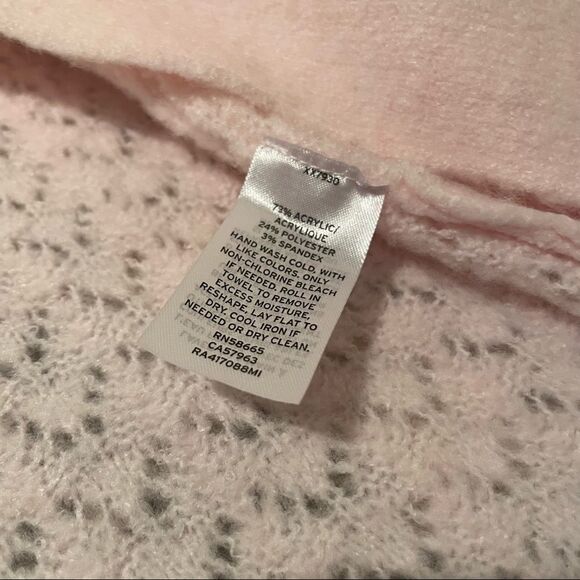 XX7930
73% ACRYLIC/
ACRYLIQUE
24% POLYESTER
3% SPANDEX
HAND WASH COLD, WITH
LIKE COLORS. ONLY
NON-CHLORINE BLEACH
IF NEEDED. ROLL IN
TOWEL TO REMOVE
EXCESS MOISTURE,
RESHAPE, LAY FLAT TO
DRY. COOL IRON IF
NEEDED OR DRY CLEAN.
RN58665
CA57963
RA4170B8MI